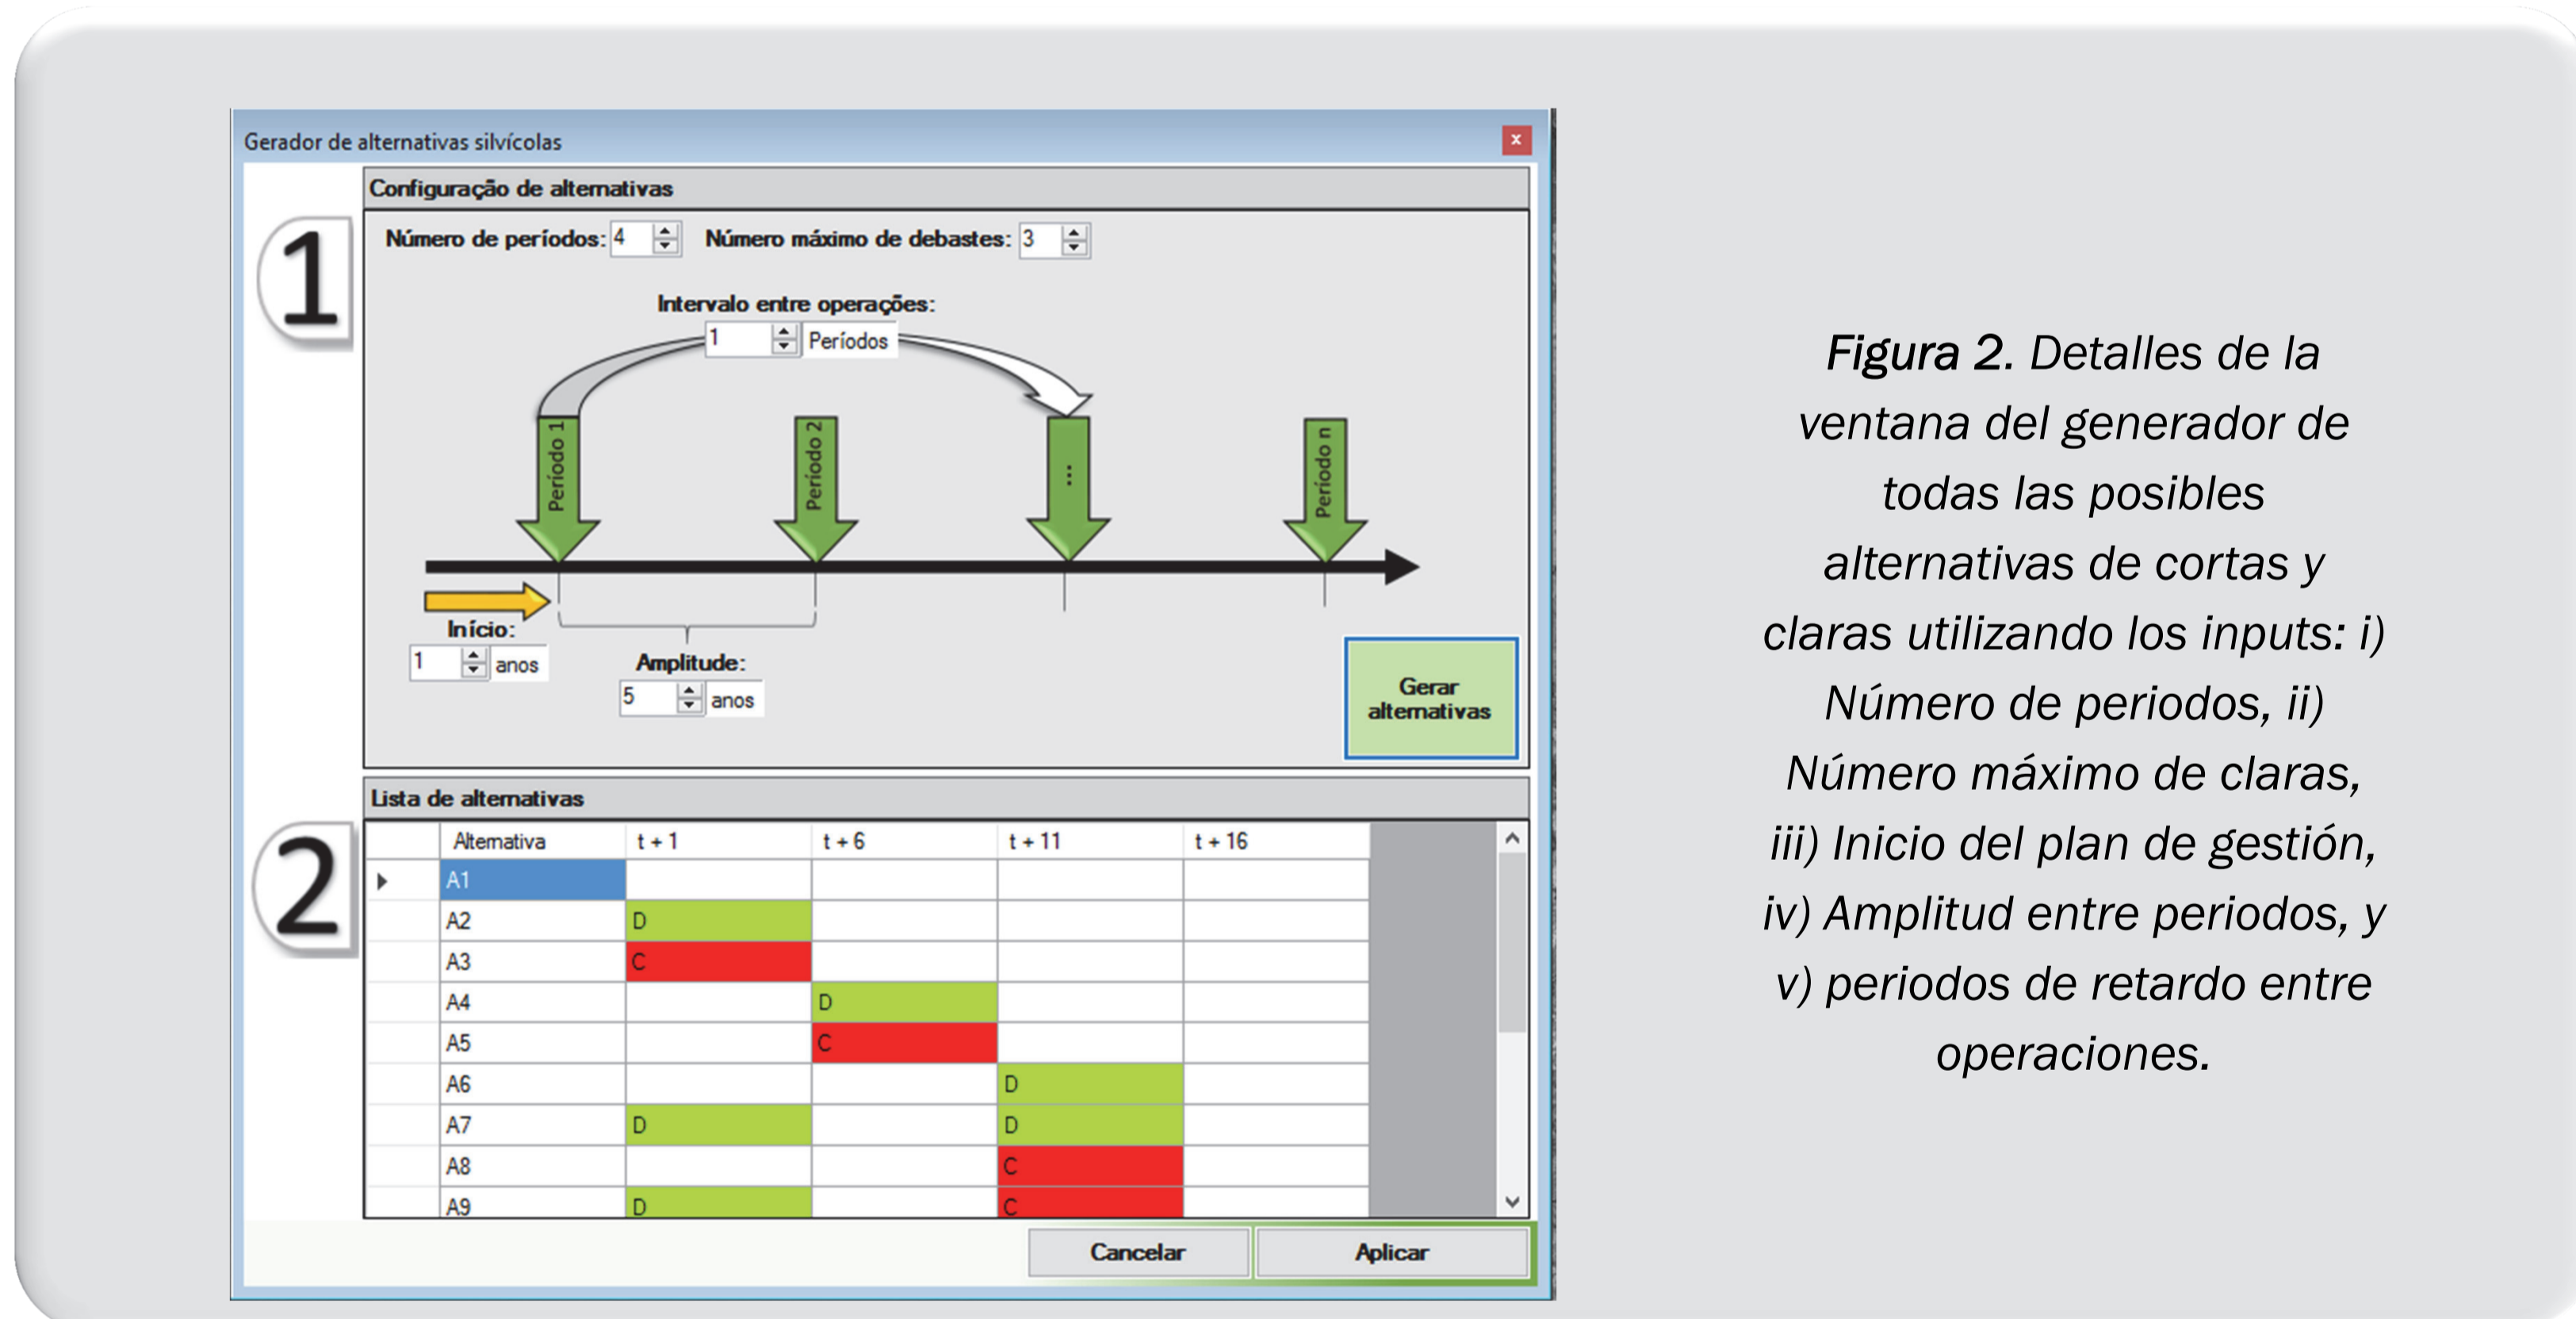 Gerador de alternativas silvícolas
x
1
Configuração de alternativas
Número de períodos: 4 Número máximo de debastes: 3
Intervalo entre operações:
1 Períodos
Período 1
Período 2
...
Período n
Início:
1 anos
Amplitude:
5 anos
Gerar
alternativas
2
Lista de alternativas
Alternativa t + 1 t + 6 t + 11 t + 16
A1
A2 D
A3 C
A4 D
A5 C
A6 D
A7 D D
A8 C
A9 D C
Cancelar Aplicar
Figura 2. Detalles de la
ventana del generador de
todas las posibles
alternativas de cortas y
claras utilizando los inputs: i)
Número de periodos, ii)
Número máximo de claras,
iii) Inicio del plan de gestión,
iv) Amplitud entre periodos, y
v) periodos de retardo entre
operaciones.